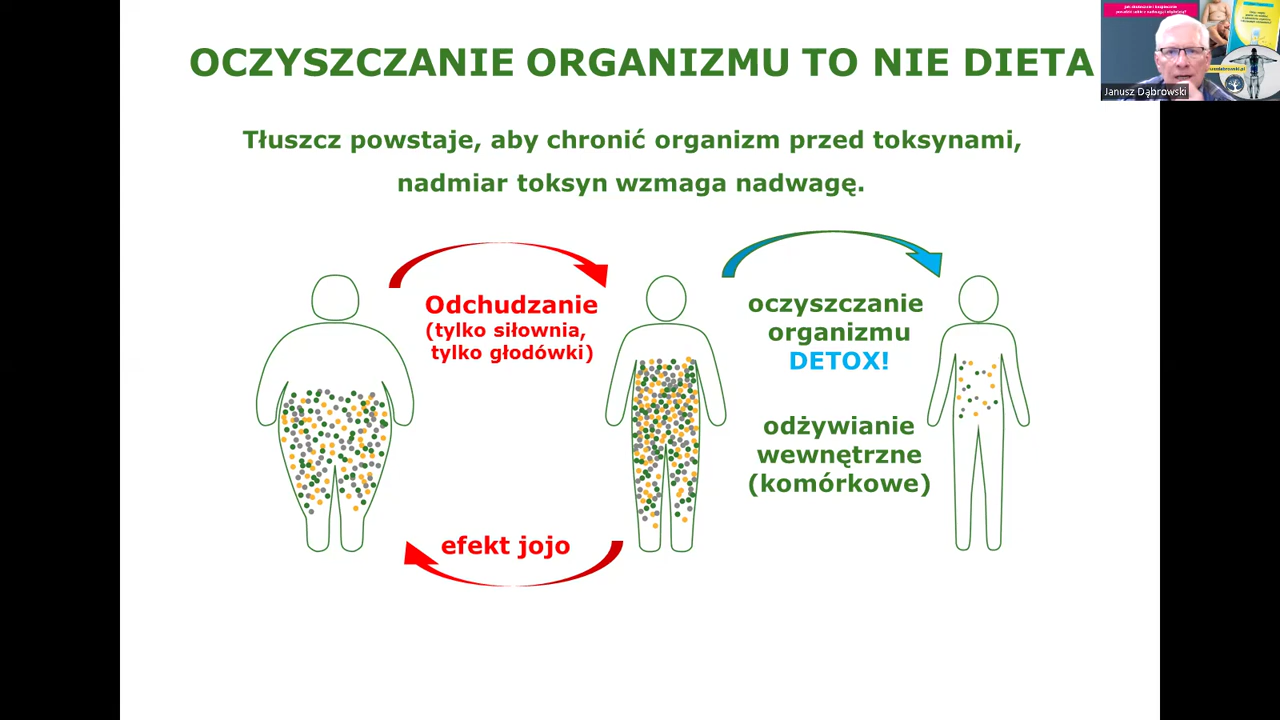 OCZYSZCZANIE ORGANIZMU TO NIE DIETA
Tłuszcz powstaje, aby chronić organizm przed toksynami,
nadmiar toksyn wzmaga nadwagę.
Odchudzanie
(tylko siłownia,
tylko głodówki)
efekt jojo
oczyszczanie
organizmu
DETOX!
odżywianie
wewnętrzne
(komórkowe)
Janusz Dąbrowski